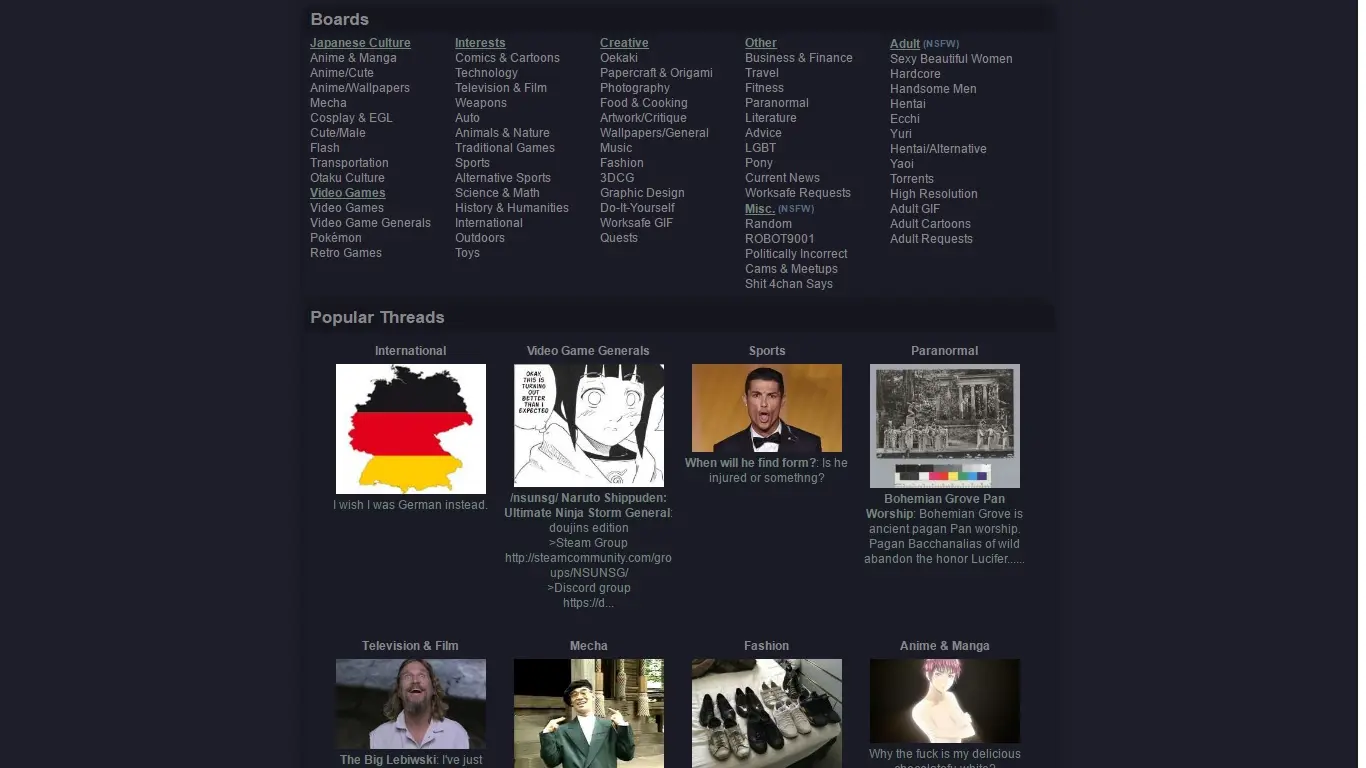 Boards
Japanese Culture
Anime & Manga
Anime/Cute
Anime/Wallpapers
Mecha
Cosplay & EGL
Cute/Male
Flash
Transportation
Otaku Culture
Video Games
Video Games
Video Game Generals
Pokémon
Retro Games
Interests
Comics & Cartoons
Technology
Television & Film
Weapons
Auto
Animals & Nature
Traditional Games
Sports
Alternative Sports
Science & Math
History & Humanities
International
Outdoors
Toys
Creative
Oekaki
Papercraft & Origami
Photography
Food & Cooking
Artwork/Critique
Wallpapers/General
Music
Fashion
3DCG
Graphic Design
Do-It-Yourself
Worksafe GIF
Quests
Other
Business & Finance
Travel
Fitness
Paranormal
Literature
Advice
LGBT
Pony
Current News
Worksafe Requests
Misc. (NSFW)
Random
ROBOT9001
Politically Incorrect
Cams & Meetups
Shit 4chan Says
Adult (NSFW)
Sexy Beautiful Women
Hardcore
Handsome Men
Hentai
Ecchi
Yuri
Hentai/Alternative
Yaoi
Torrents
High Resolution
Adult GIF
Adult Cartoons
Adult Requests
Popular Threads
International
I wish I was German instead.
Video Game Generals
OKAY,
THIS IS
TURNING
OUT
BETTER
THAN I
EXPECTED
/nsunsg/ Naruto Shippuden:
Ultimate Ninja Storm General:
doujins edition
>Steam Group
http://steamcommunity.com/gro
ups/NSUNSG/
>Discord group
https://d...
Sports
When will he find form?: Is he
injured or somethng?
Paranormal
Bohemian Grove Pan
Worship: Bohemian Grove is
ancient pagan Pan worship.
Pagan Bacchanalias of wild
abandon the honor Lucifer......
Television & Film
The Big Lebiwski: I've just
Mecha
Fashion
Anime & Manga
Why the fuck is my delicious
chocolatefu white?